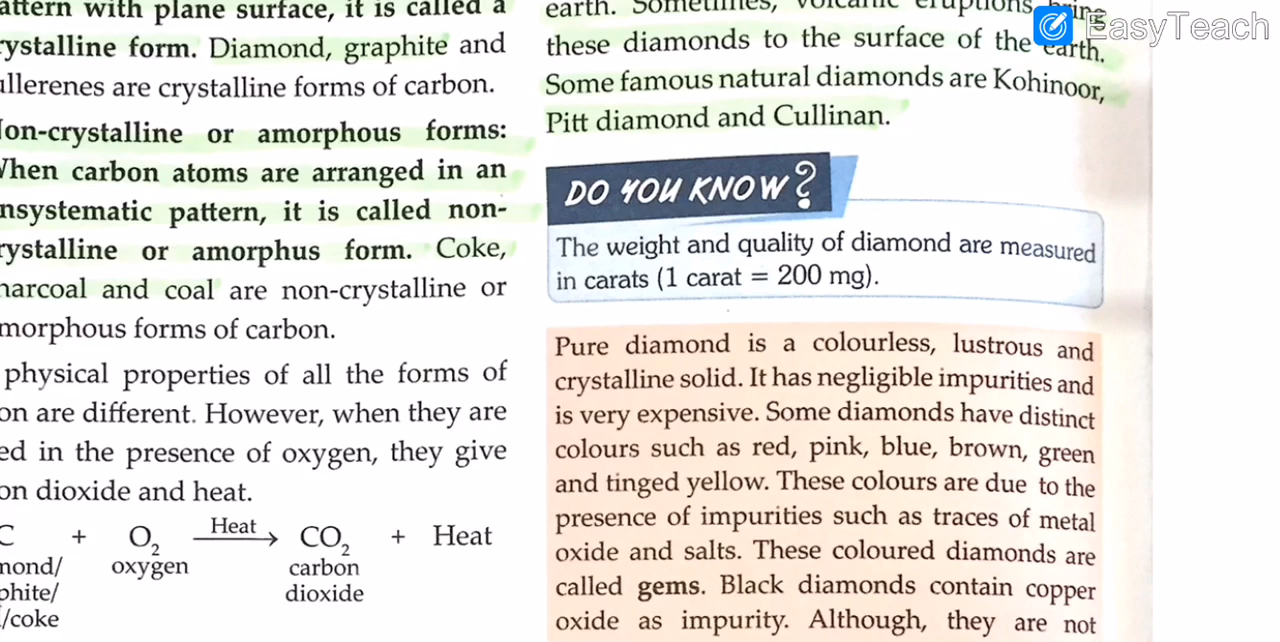 attern with plane surface, it is called a
rystalline form. Diamond, graphite and
ullerenes are crystalline forms of carbon.
Non-crystalline or amorphous forms:
When carbon atoms are arranged in an
nsystematic pattern, it is called non-
rystalline or amorphus form. Coke,
harcoal and coal are non-crystalline or
morphous forms of carbon.
physical properties of all the forms of
on are different. However, when they are
ed in the presence of oxygen, they give
on dioxide and heat.
C + O2 Heat → CO2 + Heat
mond/ oxygen carbon
phite/ dioxide
/coke
earth. Sometimes, volcanic eruptions bring
these diamonds to the surface of the earth.
Some famous natural diamonds are Kohinoor,
Pitt diamond and Cullinan.
DO YOU KNOW?
The weight and quality of diamond are measured
in carats (1 carat = 200 mg).
Pure diamond is a colourless, lustrous and
crystalline solid. It has negligible impurities and
is very expensive. Some diamonds have distinct
colours such as red, pink, blue, brown, green
and tinged yellow. These colours are due to the
presence of impurities such as traces of metal
oxide and salts. These coloured diamonds are
called gems. Black diamonds contain copper
oxide as impurity. Although, they are not
EasyTeach